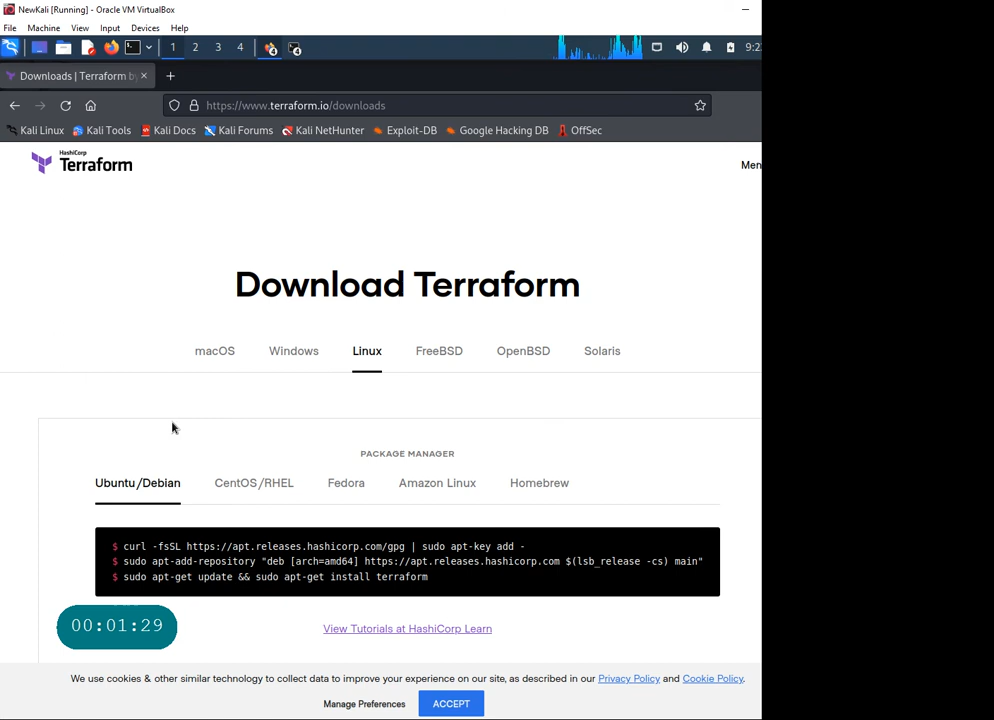 NewKali [Running] - Oracle VM VirtualBox
File Machine View Input Devices Help
1 2 3 4
Downloads | Terraform by
https://www.terraform.io/downloads
Kali Linux Kali Tools Kali Docs Kali Forums Kali NetHunter Exploit-DB Google Hacking DB OffSec
HashiCorp
Terraform
Men
Download Terraform
macOS Windows Linux FreeBSD OpenBSD Solaris
PACKAGE MANAGER
Ubuntu/Debian CentOS/RHEL Fedora Amazon Linux Homebrew
$ curl -fsSL https://apt.releases.hashicorp.com/gpg | sudo apt-key add -
$ sudo apt-add-repository "deb [arch=amd64] https://apt.releases.hashicorp.com $(lsb_release -cs) main"
$ sudo apt-get update && sudo apt-get install terraform
00:01:29
View Tutorials at HashiCorp Learn
We use cookies & other similar technology to collect data to improve your experience on our site, as described in our Privacy Policy and Cookie Policy.
Manage Preferences ACCEPT